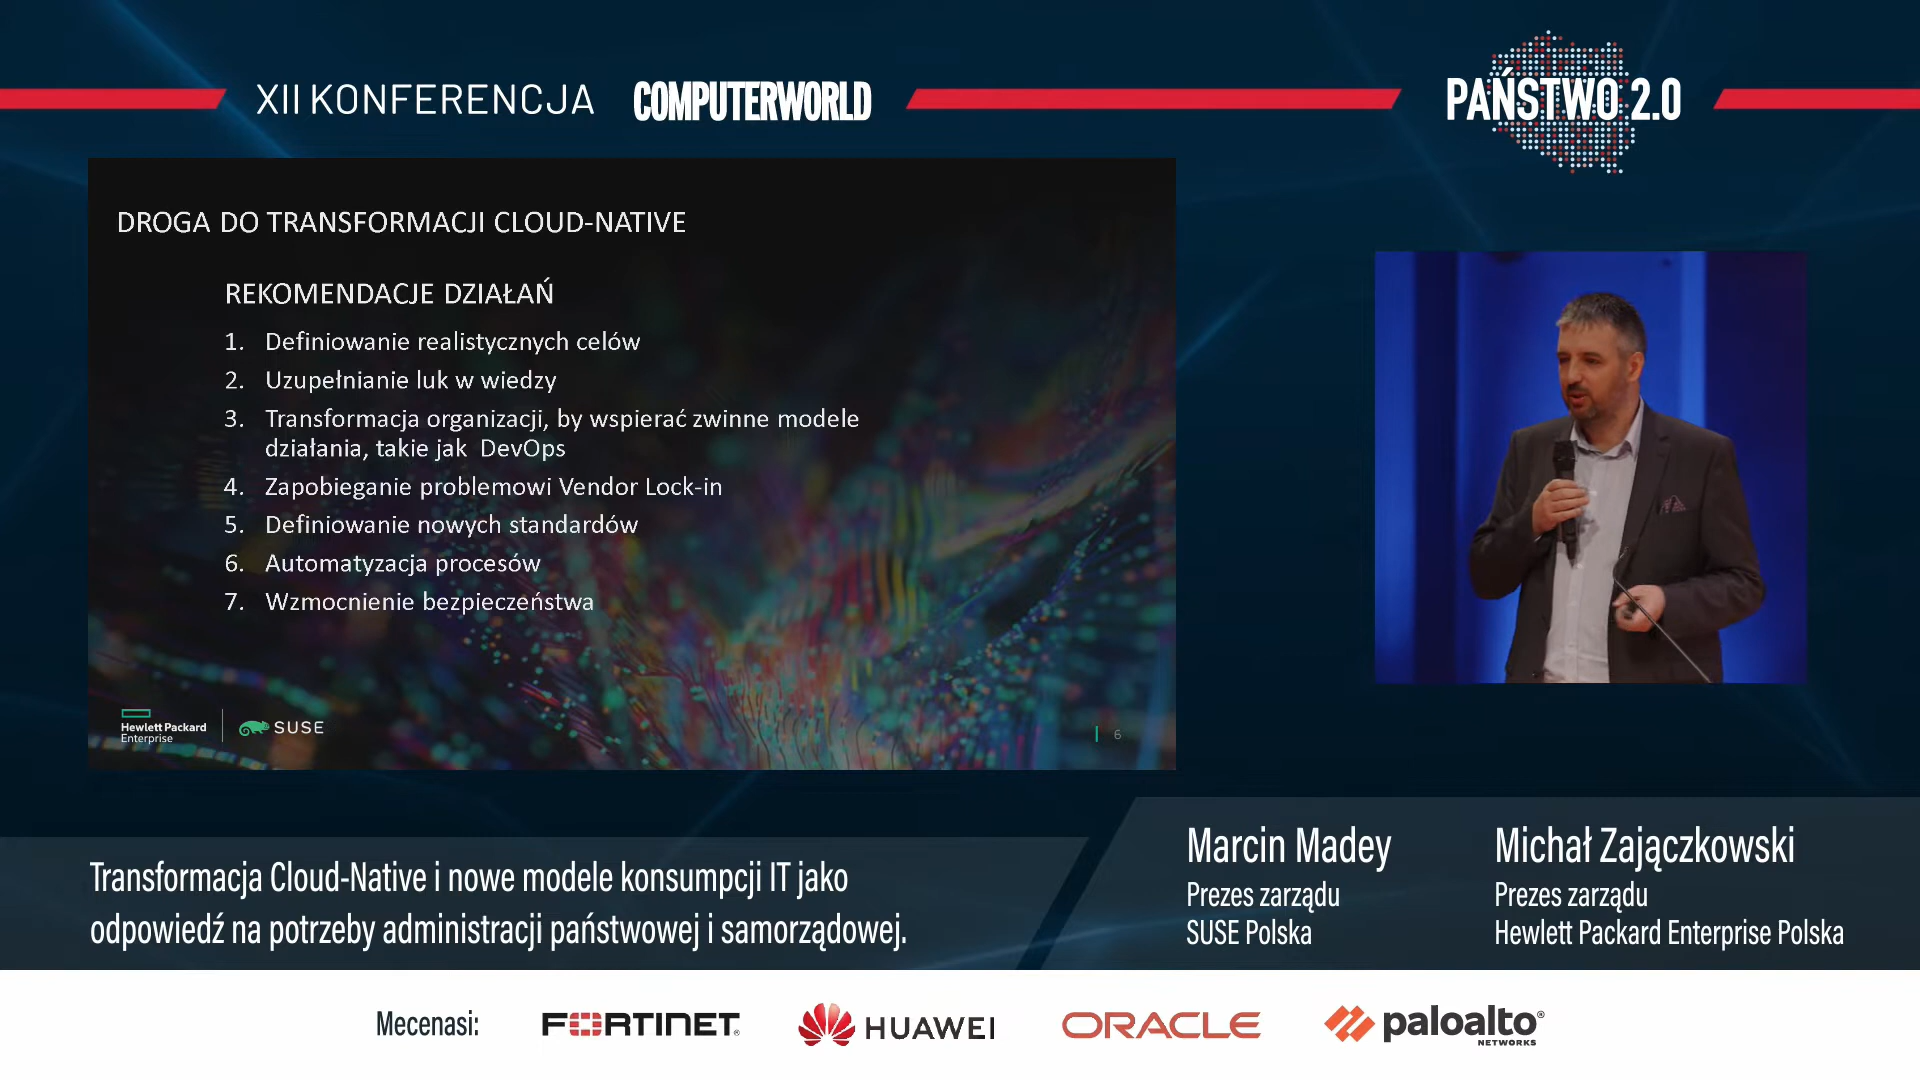 XII KONFERENCJA COMPUTERWORLD
PAŃSTWO 2.0
DROGA DO TRANSFORMACJI CLOUD-NATIVE
REKOMENDACJE DZIAŁAŃ
1. Definiowanie realistycznych celów
2. Uzupełnianie luk w wiedzy
3. Transformacja organizacji, by wspierać zwinne modele
działania, takie jak DevOps
4. Zapobieganie problemowi Vendor Lock-in
5. Definiowanie nowych standardów
6. Automatyzacja procesów
7. Wzmocnienie bezpieczeństwa
Hewlett Packard
Enterprise
SUSE
6
Transformacja Cloud-Native i nowe modele konsumpcji IT jako
odpowiedź na potrzeby administracji państwowej i samorządowej.
Marcin Madey
Prezes zarządu
SUSE Polska
Michał Zajączkowski
Prezes zarządu
Hewlett Packard Enterprise Polska
Mecenasi:
FORTINET®
HUAWEI
ORACLE
paloalto®
NETWORKS